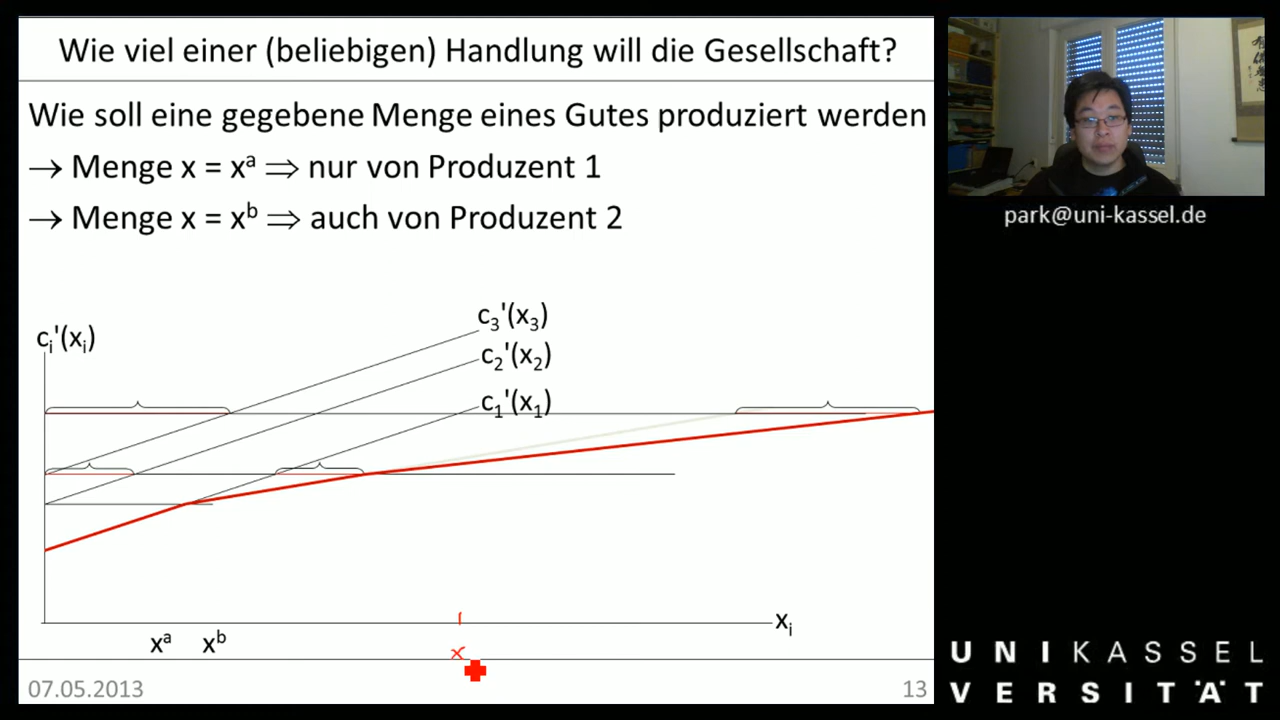 Wie viel einer (beliebigen) Handlung will die Gesellschaft?
Wie soll eine gegebene Menge eines Gutes produziert werden
→ Menge x = xᵃ ⇒ nur von Produzent 1
→ Menge x = xᵇ ⇒ auch von Produzent 2
cᵢ'(xᵢ)
c₃'(x₃)
c₂'(x₂)
c₁'(x₁)
xᵢ
xᵃ xᵇ x
07.05.2013 13
park@uni-kassel.de
UNIKASSEL
VERSITÄT